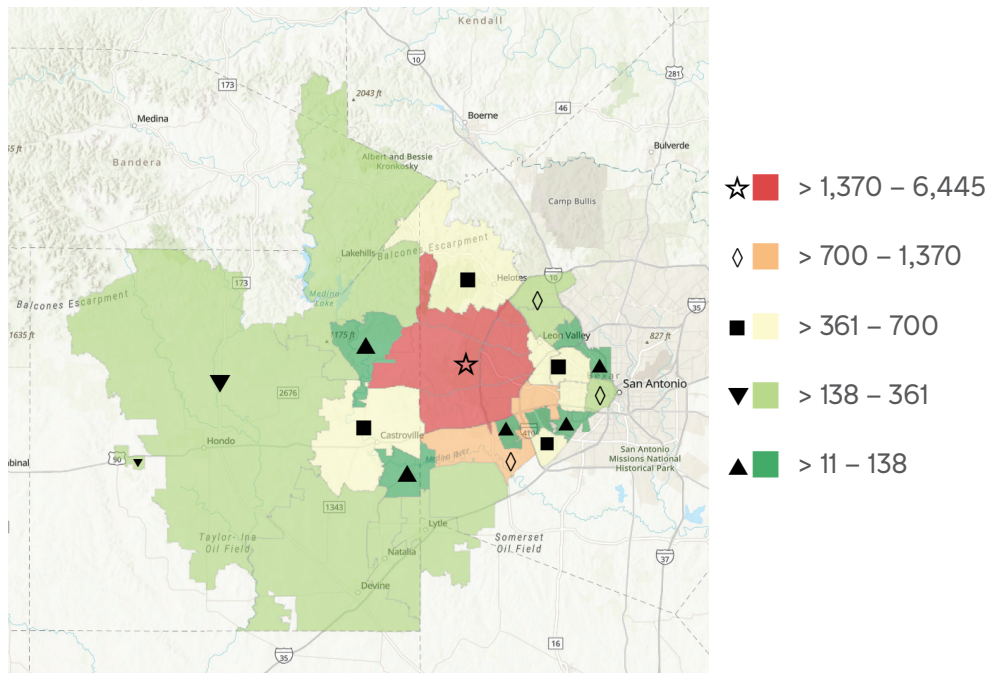 Kendall
10
173
281
2043 ft
46
Medina
Boerne
Bulverde
Bandera
Albert and Bessie
Kronkosky
Camp Bullis
> 1,370 – 6,445
Lakehills
Balcones Escarpment
> 700 – 1,370
173
Helotes
10
Balcones Escarpment
Medina
Lake
35
1635 ft
175 ft
Leon Valley
827 ft
> 361 – 700
San Antonio
2676
> 138 – 361
Castroville
410
Hondo
90
Medina River
San Antonio
Missions National
Historical Park
> 11 – 138
1343
Lytle
Taylor- Ina
Oil Field
Somerset
Oil Field
Natalia
37
Devine
16
35